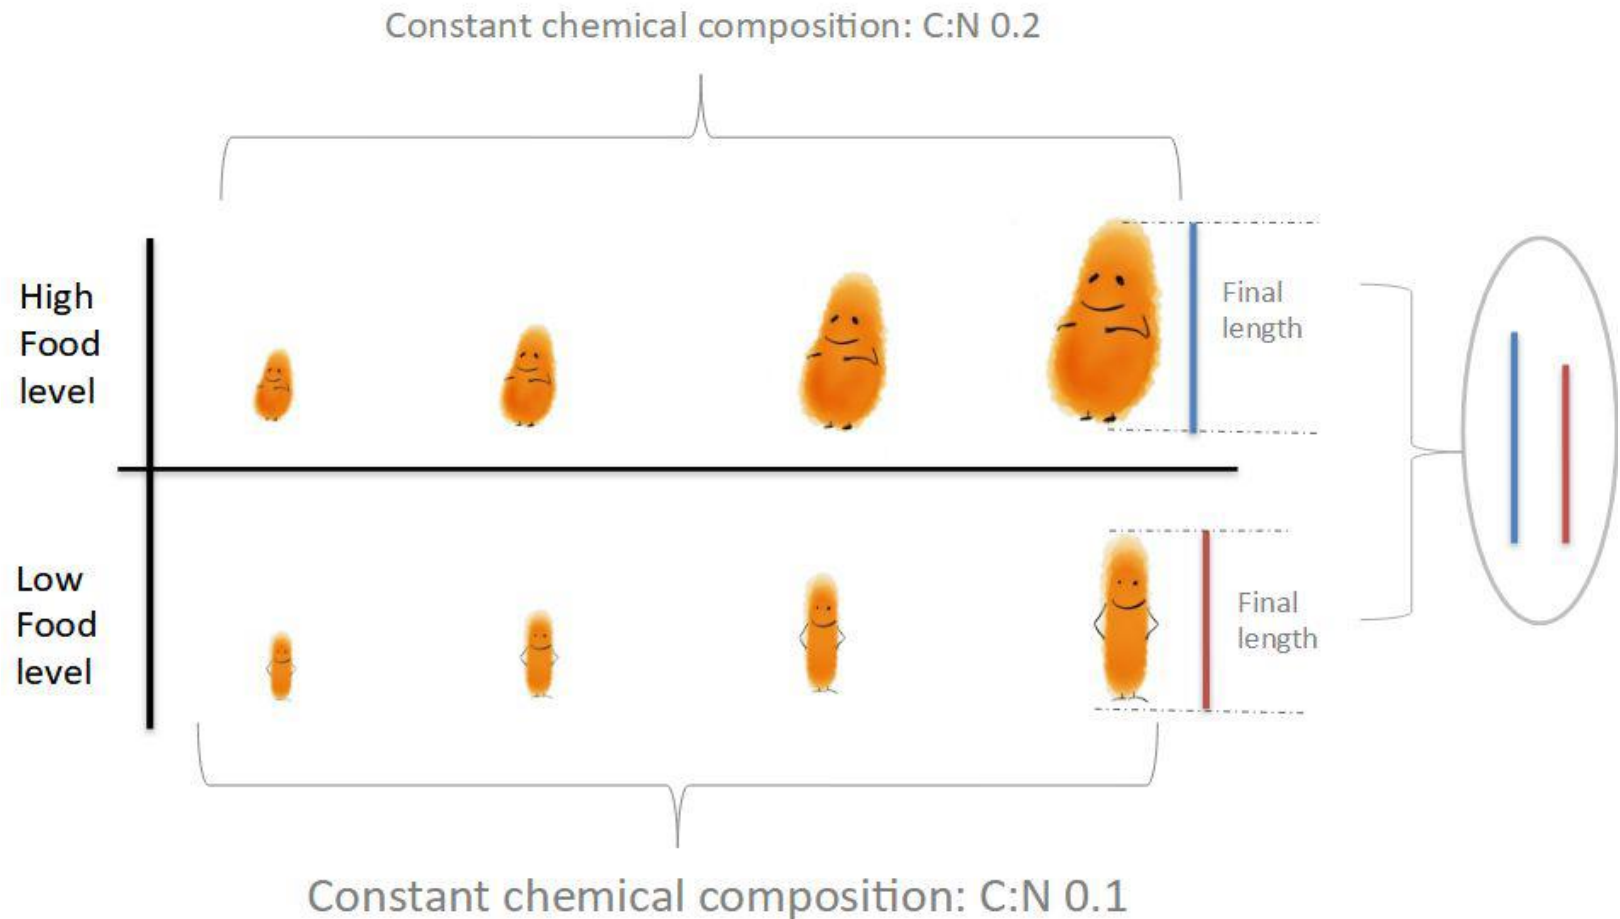 Constant chemical composition: C:N 0.2
High
Food
level
Final
length
Low
Food
level
Final
length
Constant chemical composition: C:N 0.1